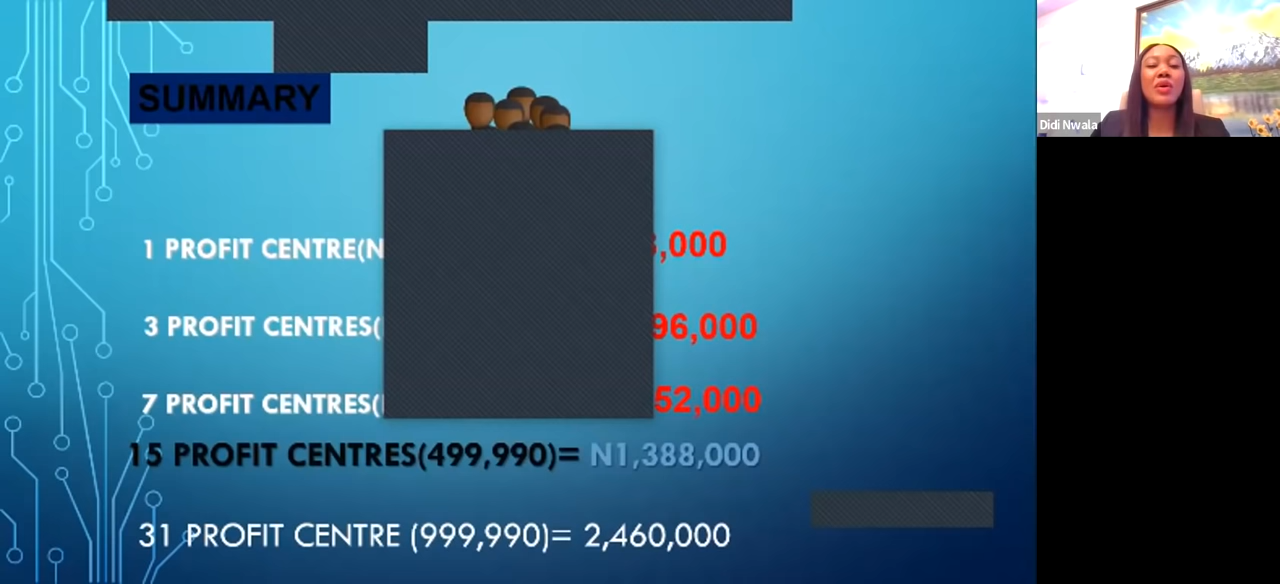 SUMMARY
Didi Nwala
1 PROFIT CENTRE(N ,000
3 PROFIT CENTRES( 96,000
7 PROFIT CENTRES( 52,000
15 PROFIT CENTRES(499,990)= N1,388,000
31 PROFIT CENTRE (999,990)= 2,460,000